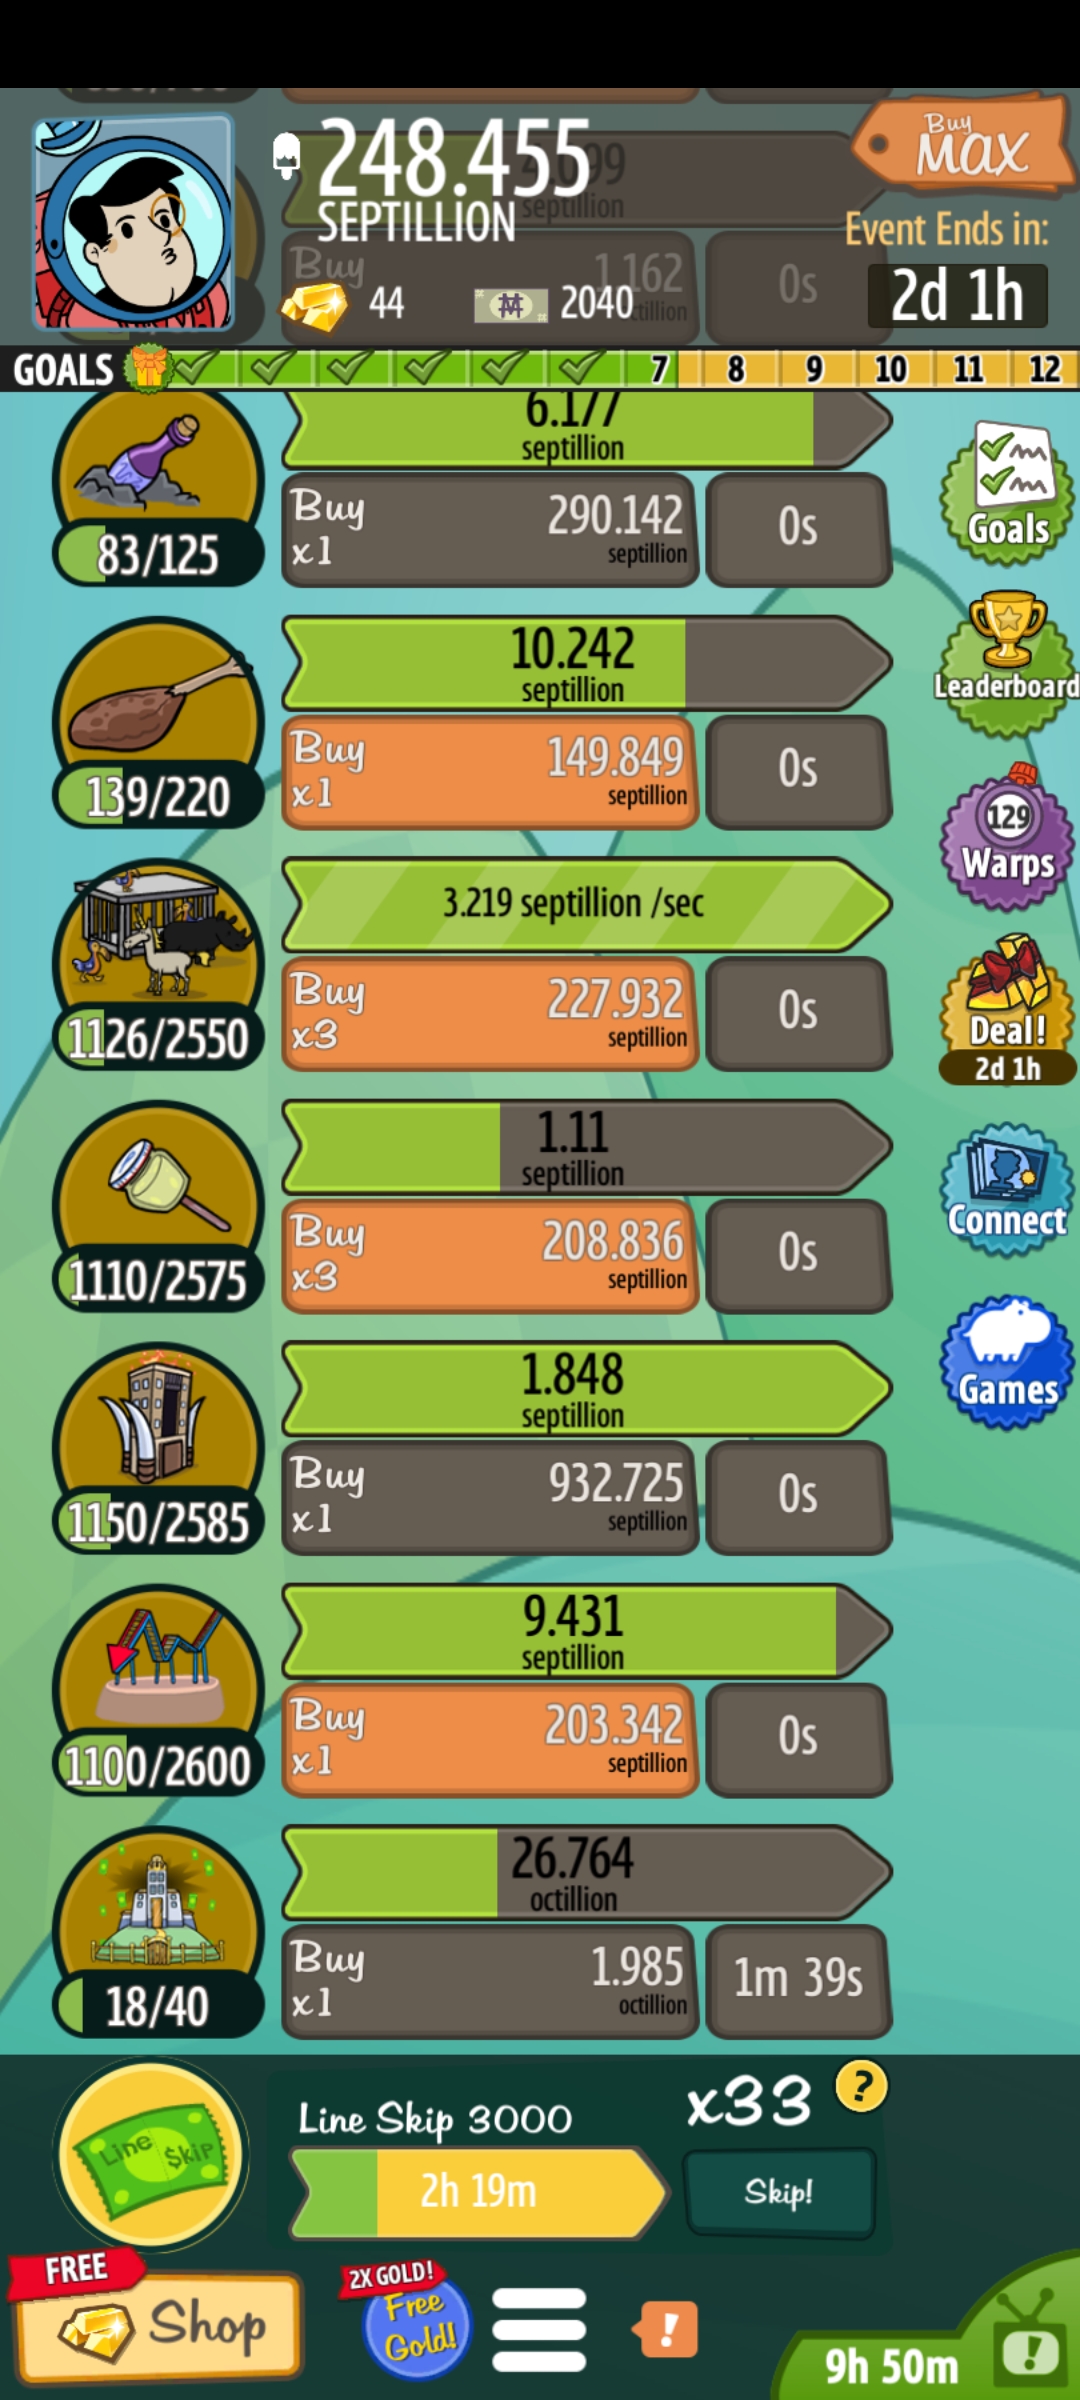 248.455
SEPTILLION
44
2040
Buy
MAX
Event Ends in:
2d 1h
septillion
Buy
1.162
0s
GOALS
7
8
9
10
11
12
6.177
septillion
83/125
Buy
x1
290.142
septillion
0s
Goals
10.242
septillion
139/220
Buy
x1
149.849
septillion
0s
Leaderboard
3.219 septillion /sec
1126/2550
Buy
x3
227.932
septillion
0s
129
Warps
Deal!
2d 1h
1.11
septillion
1110/2575
Buy
x3
208.836
septillion
0s
Connect
1.848
septillion
1150/2585
Buy
x1
932.725
septillion
0s
Games
9.431
septillion
1100/2600
Buy
x1
203.342
septillion
0s
26.764
octillion
18/40
Buy
x1
1.985
octillion
1m 39s
Line $kip
Line Skip 3000
2h 19m
x33
?
Skip!
FREE
Shop
2X GOLD!
Free
Gold!
!
9h 50m
!